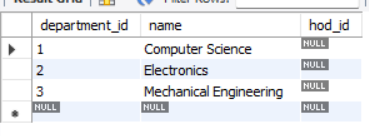 Result Grid Filter Rows:
department_id name hod_id
1 Computer Science NULL
2 Electronics NULL
3 Mechanical Engineering NULL
NULL NULL NULL